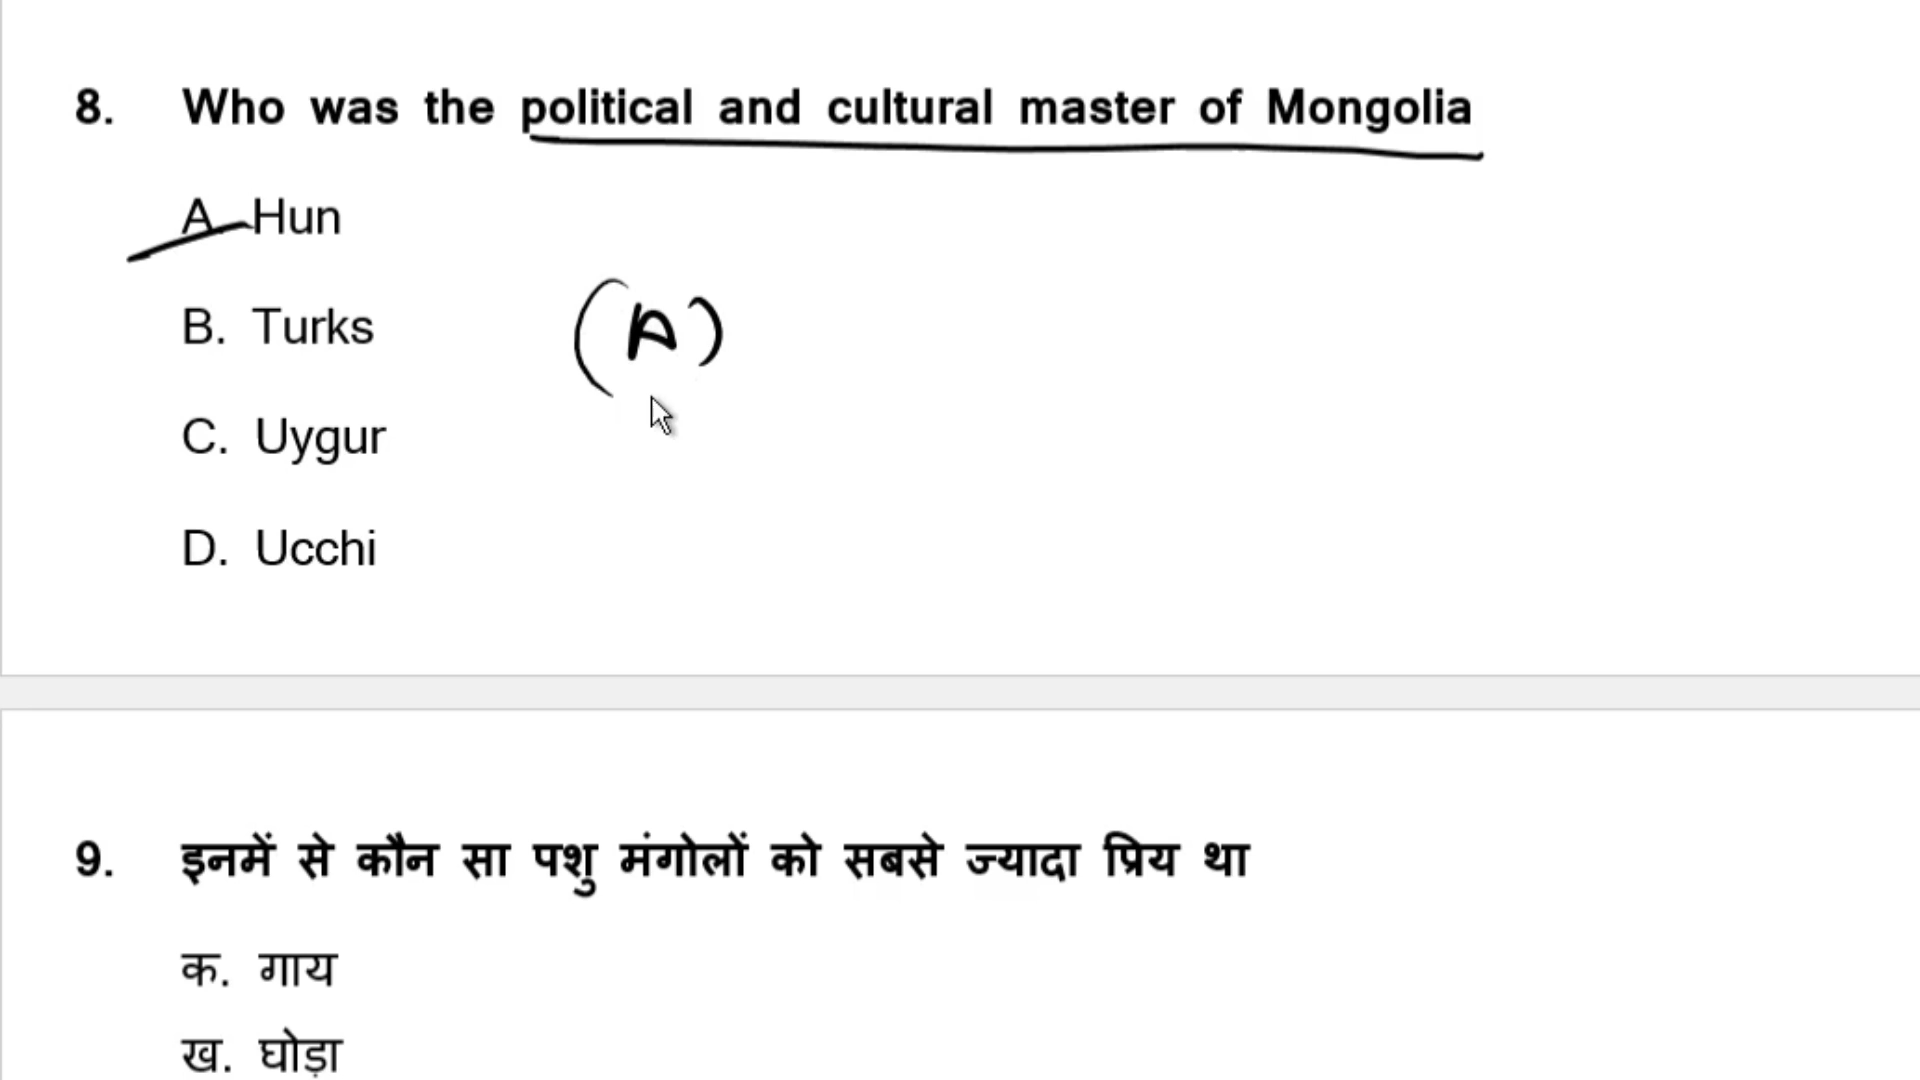 8. Who was the political and cultural master of Mongolia
A. Hun
B. Turks
(A)
C. Uygur
D. Ucchi
9. इनमें से कौन सा पशु मंगोलों को सबसे ज्यादा प्रिय था
क. गाय
ख. घोड़ा